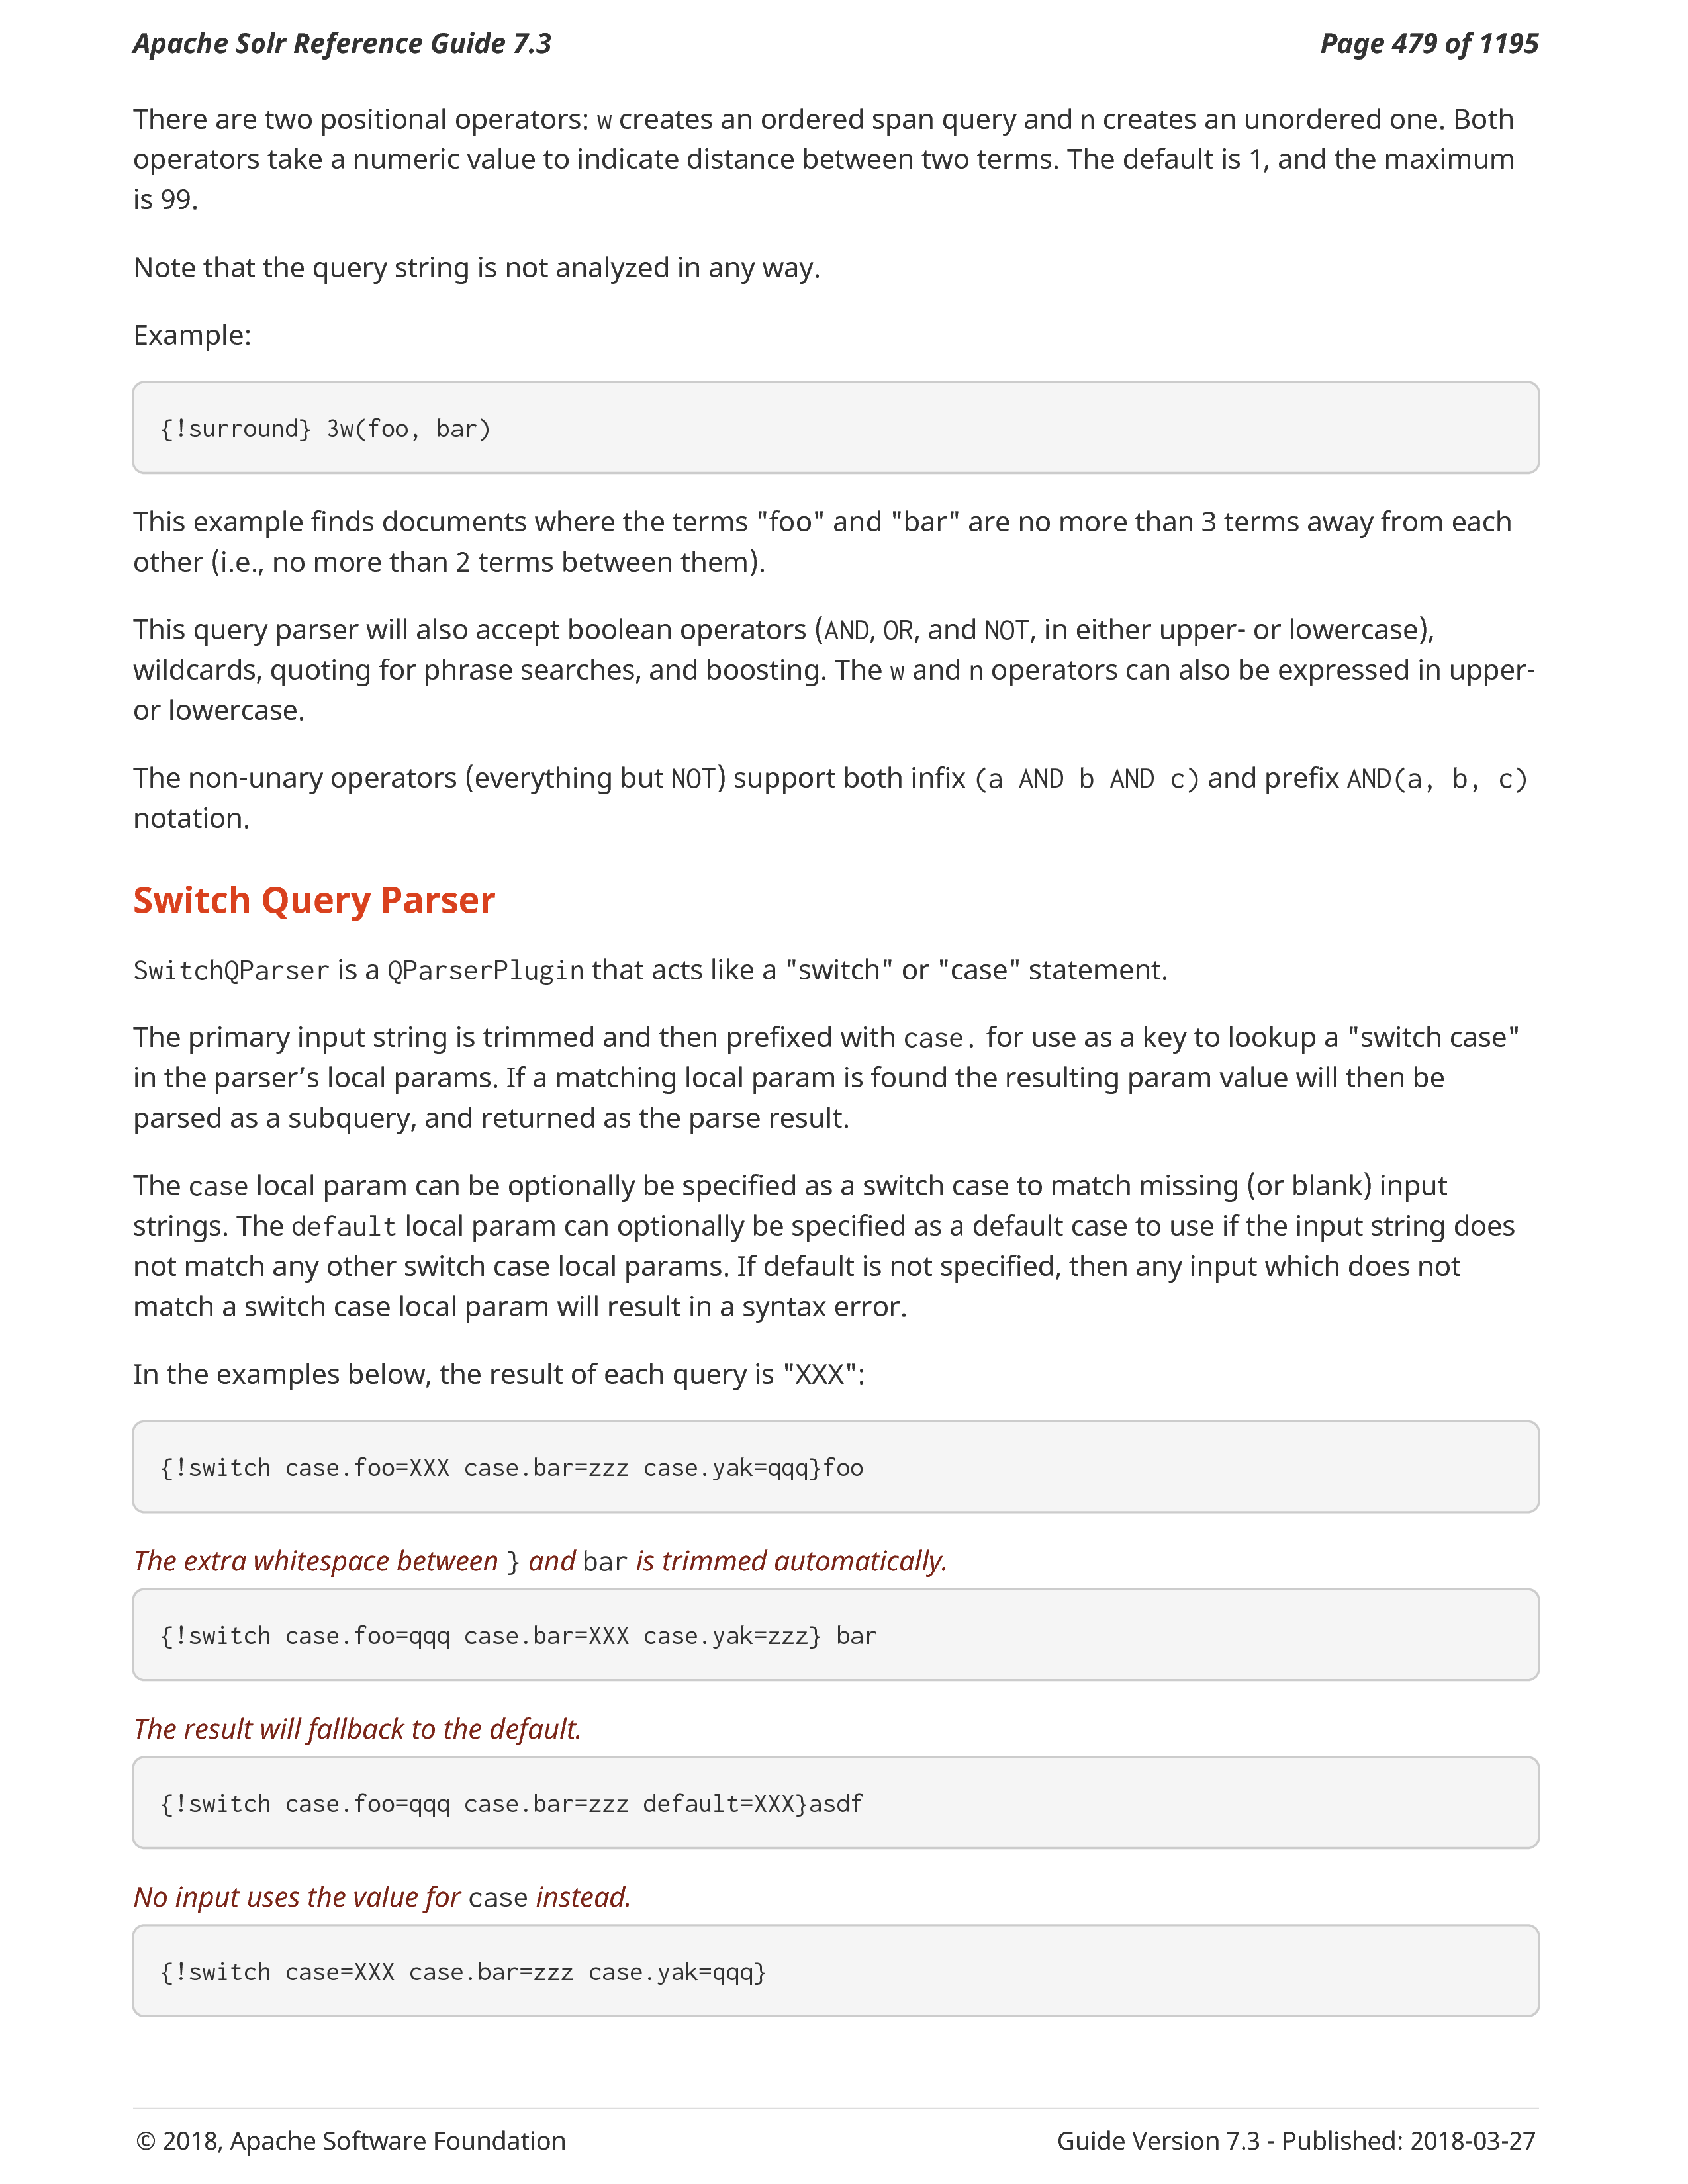 Apache Solr Reference Guide 7.3
Page 479 of 1195
There are two positional operators: w creates an ordered span query and n creates an unordered one. Both
operators take a numeric value to indicate distance between two terms. The default is 1, and the maximum
is 99.
Note that the query string is not analyzed in any way.
Example:
{!surround} 3w(foo, bar)
This example finds documents where the terms "foo" and "bar" are no more than 3 terms away from each
other (i.e., no more than 2 terms between them).
This query parser will also accept boolean operators (AND, OR, and NOT, in either upper- or lowercase),
wildcards, quoting for phrase searches, and boosting. The w and n operators can also be expressed in upper-
or lowercase.
The non-unary operators (everything but NOT) support both infix (a AND b AND c) and prefix AND(a, b, c)
notation.
Switch Query Parser
SwitchQParser is a QParserPlugin that acts like a "switch" or "case" statement.
The primary input string is trimmed and then prefixed with case. for use as a key to lookup a "switch case"
in the parser’s local params. If a matching local param is found the resulting param value will then be
parsed as a subquery, and returned as the parse result.
The case local param can be optionally be specified as a switch case to match missing (or blank) input
strings. The default local param can optionally be specified as a default case to use if the input string does
not match any other switch case local params. If default is not specified, then any input which does not
match a switch case local param will result in a syntax error.
In the examples below, the result of each query is "XXX":
{!switch case.foo=XXX case.bar=zzz case.yak=qqq}foo
The extra whitespace between } and bar is trimmed automatically.
{!switch case.foo=qqq case.bar=XXX case.yak=zzz} bar
The result will fallback to the default.
{!switch case.foo=qqq case.bar=zzz default=XXX}asdf
No input uses the value for case instead.
{!switch case=XXX case.bar=zzz case.yak=qqq}
© 2018, Apache Software Foundation
Guide Version 7.3 - Published: 2018-03-27